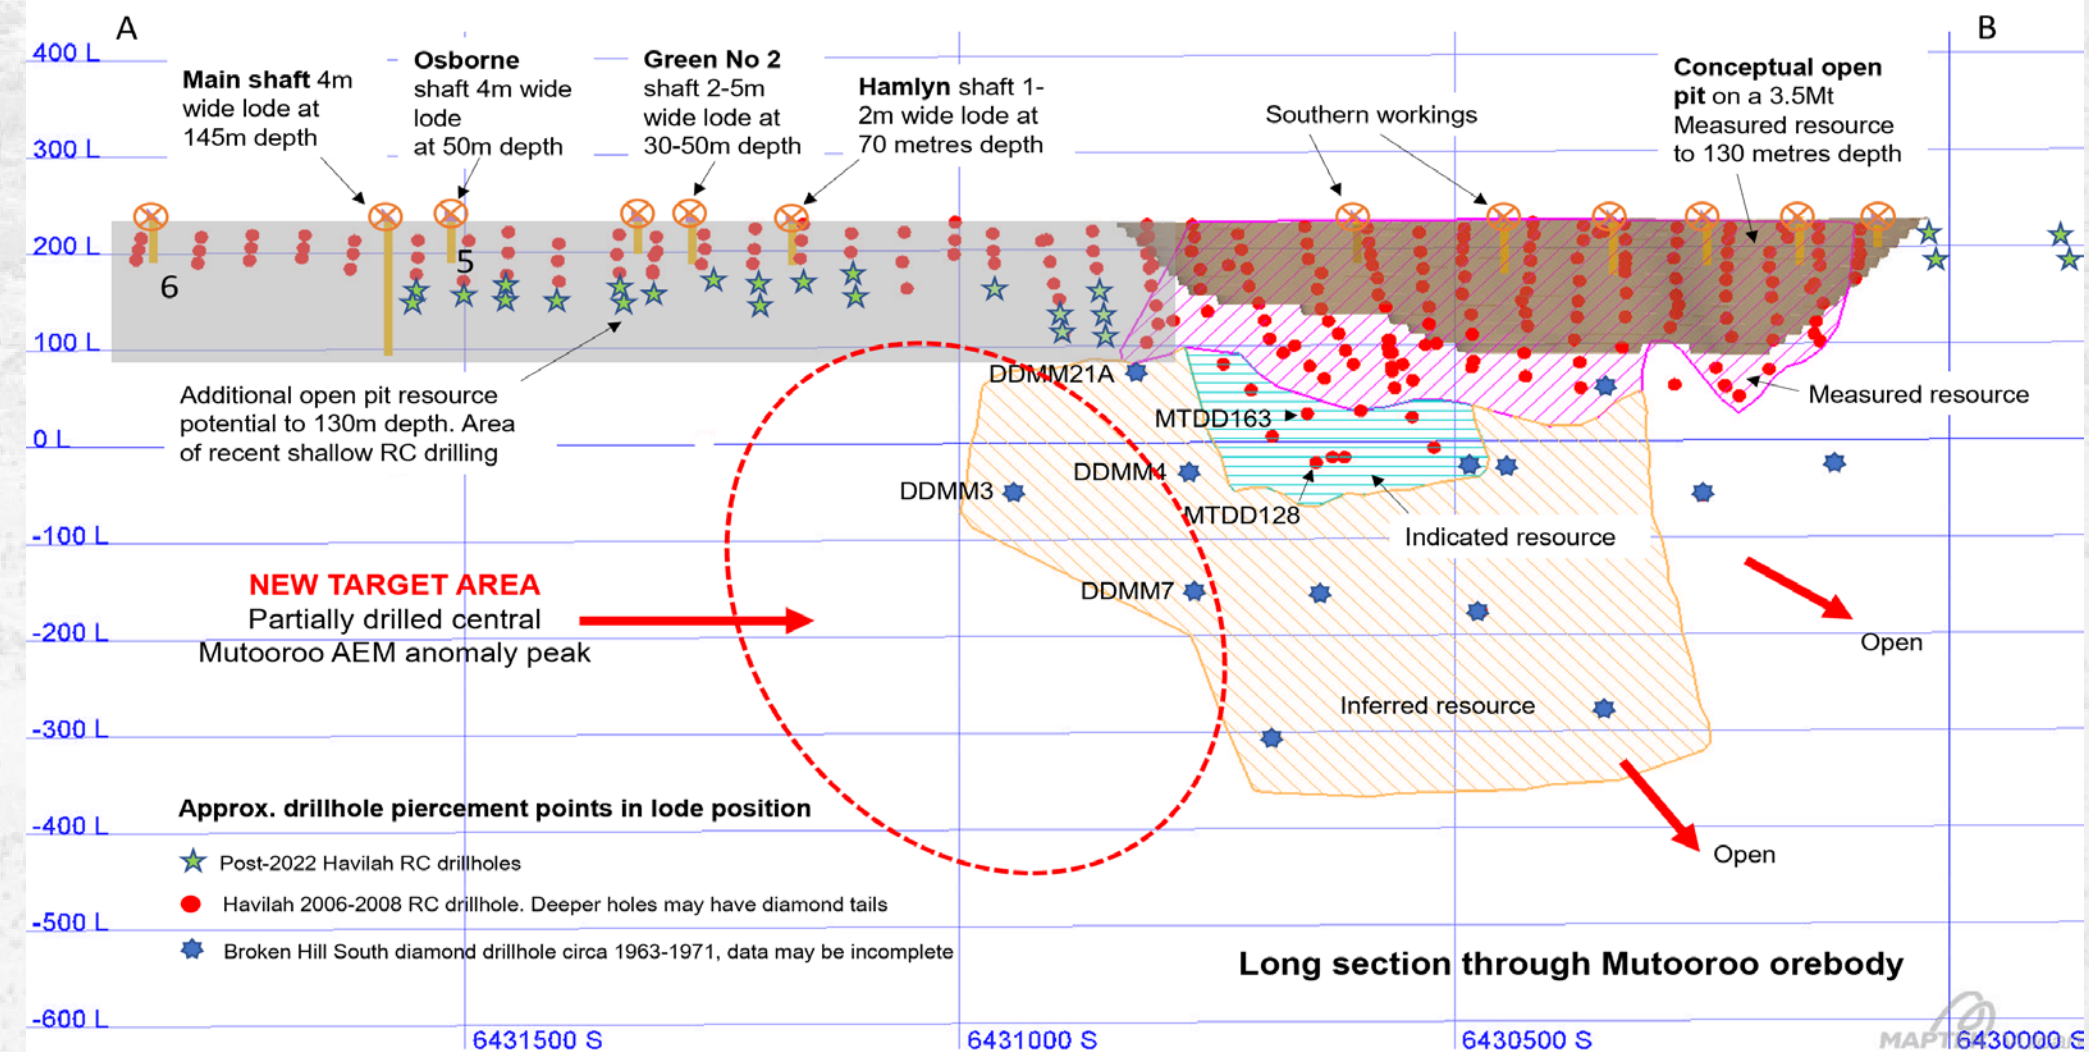 A
B
400 L
300 L
200 L
100 L
0 L
-100 L
-200 L
-300 L
-400 L
-500 L
-600 L
Main shaft 4m
wide lode at
145m depth
Osborne
shaft 4m wide
lode
at 50m depth
Green No 2
shaft 2-5m
wide lode at
30-50m depth
Hamlyn shaft 1-
2m wide lode at
70 metres depth
Southern workings
Conceptual open
pit on a 3.5Mt
Measured resource
to 130 metres depth
6
5
Additional open pit resource
potential to 130m depth. Area
of recent shallow RC drilling
DDMM21A
MTDD163
DDMM4
DDMM3
MTDD128
DDMM7
Measured resource
Indicated resource
Inferred resource
Open
Open
NEW TARGET AREA
Partially drilled central
Mutooroo AEM anomaly peak
Approx. drillhole piercement points in lode position
Post-2022 Havilah RC drillholes
Havilah 2006-2008 RC drillhole. Deeper holes may have diamond tails
Broken Hill South diamond drillhole circa 1963-1971, data may be incomplete
Long section through Mutooroo orebody
6431500 S
6431000 S
6430500 S
6430000 S